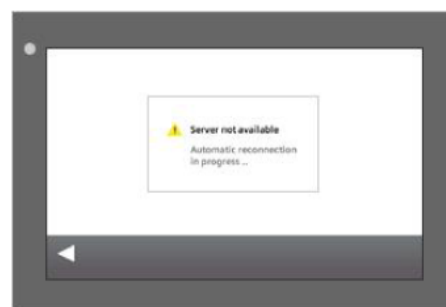 Server not available
Automatic reconnection
in progress ...